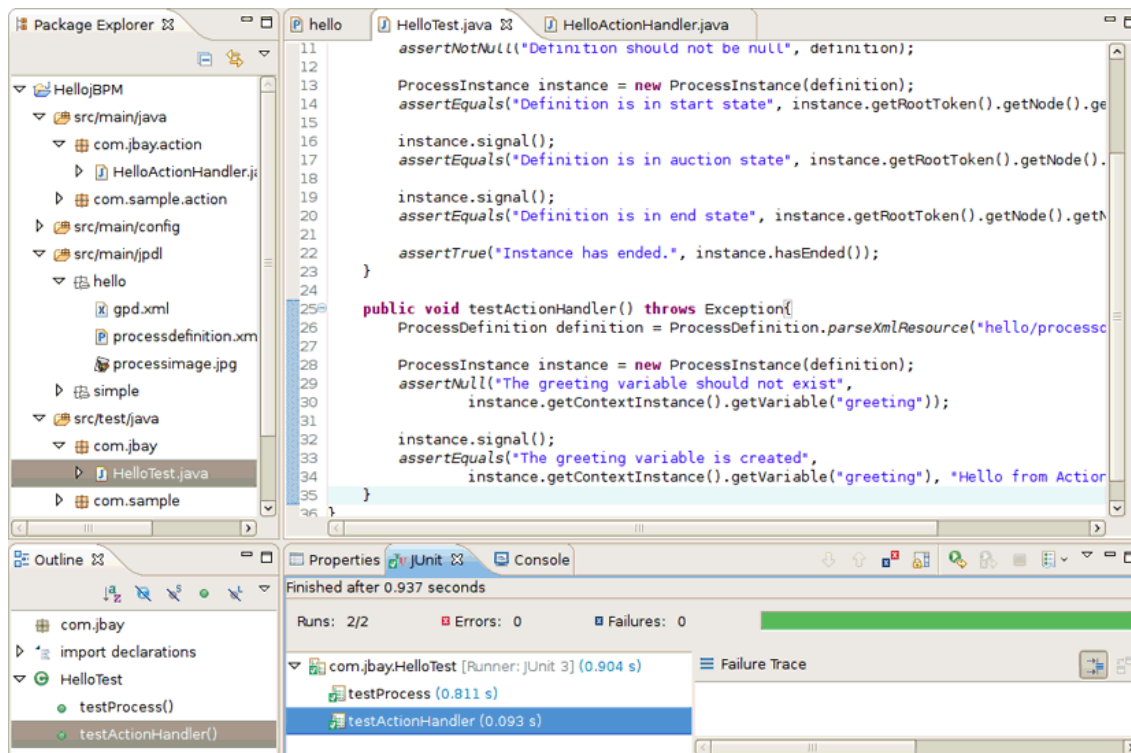 Package Explorer
HellojBPM
src/main/java
com.jbay.action
HelloActionHandler.ja
com.sample.action
src/main/config
src/main/jpdl
hello
gpd.xml
processdefinition.xm
processimage.jpg
simple
src/test/java
com.jbay
HelloTest.java
com.sample
hello
HelloTest.java
HelloActionHandler.java
11 assertNotNull("Definition should not be null", definition);
12
13 ProcessInstance instance = new ProcessInstance(definition);
14 assertEquals("Definition is in start state", instance.getRootToken().getNode().ge
15
16 instance.signal();
17 assertEquals("Definition is in auction state", instance.getRootToken().getNode().
18
19 instance.signal();
20 assertEquals("Definition is in end state", instance.getRootToken().getNode().getN
21
22 assertTrue("Instance has ended.", instance.hasEnded());
23 }
24
25 public void testActionHandler() throws Exception{
26 ProcessDefinition definition = ProcessDefinition.parseXmlResource("hello/processd
27
28 ProcessInstance instance = new ProcessInstance(definition);
29 assertNull("The greeting variable should not exist",
30 instance.getContextInstance().getVariable("greeting"));
31
32 instance.signal();
33 assertEquals("The greeting variable is created",
34 instance.getContextInstance().getVariable("greeting"), "Hello from Action
35 }
36 }
Outline
com.jbay
import declarations
HelloTest
testProcess()
testActionHandler()
Properties
JUnit
Console
Finished after 0.937 seconds
Runs: 2/2 Errors: 0 Failures: 0
com.jbay.HelloTest [Runner: JUnit 3] (0.904 s)
testProcess (0.811 s)
testActionHandler (0.093 s)
Failure Trace